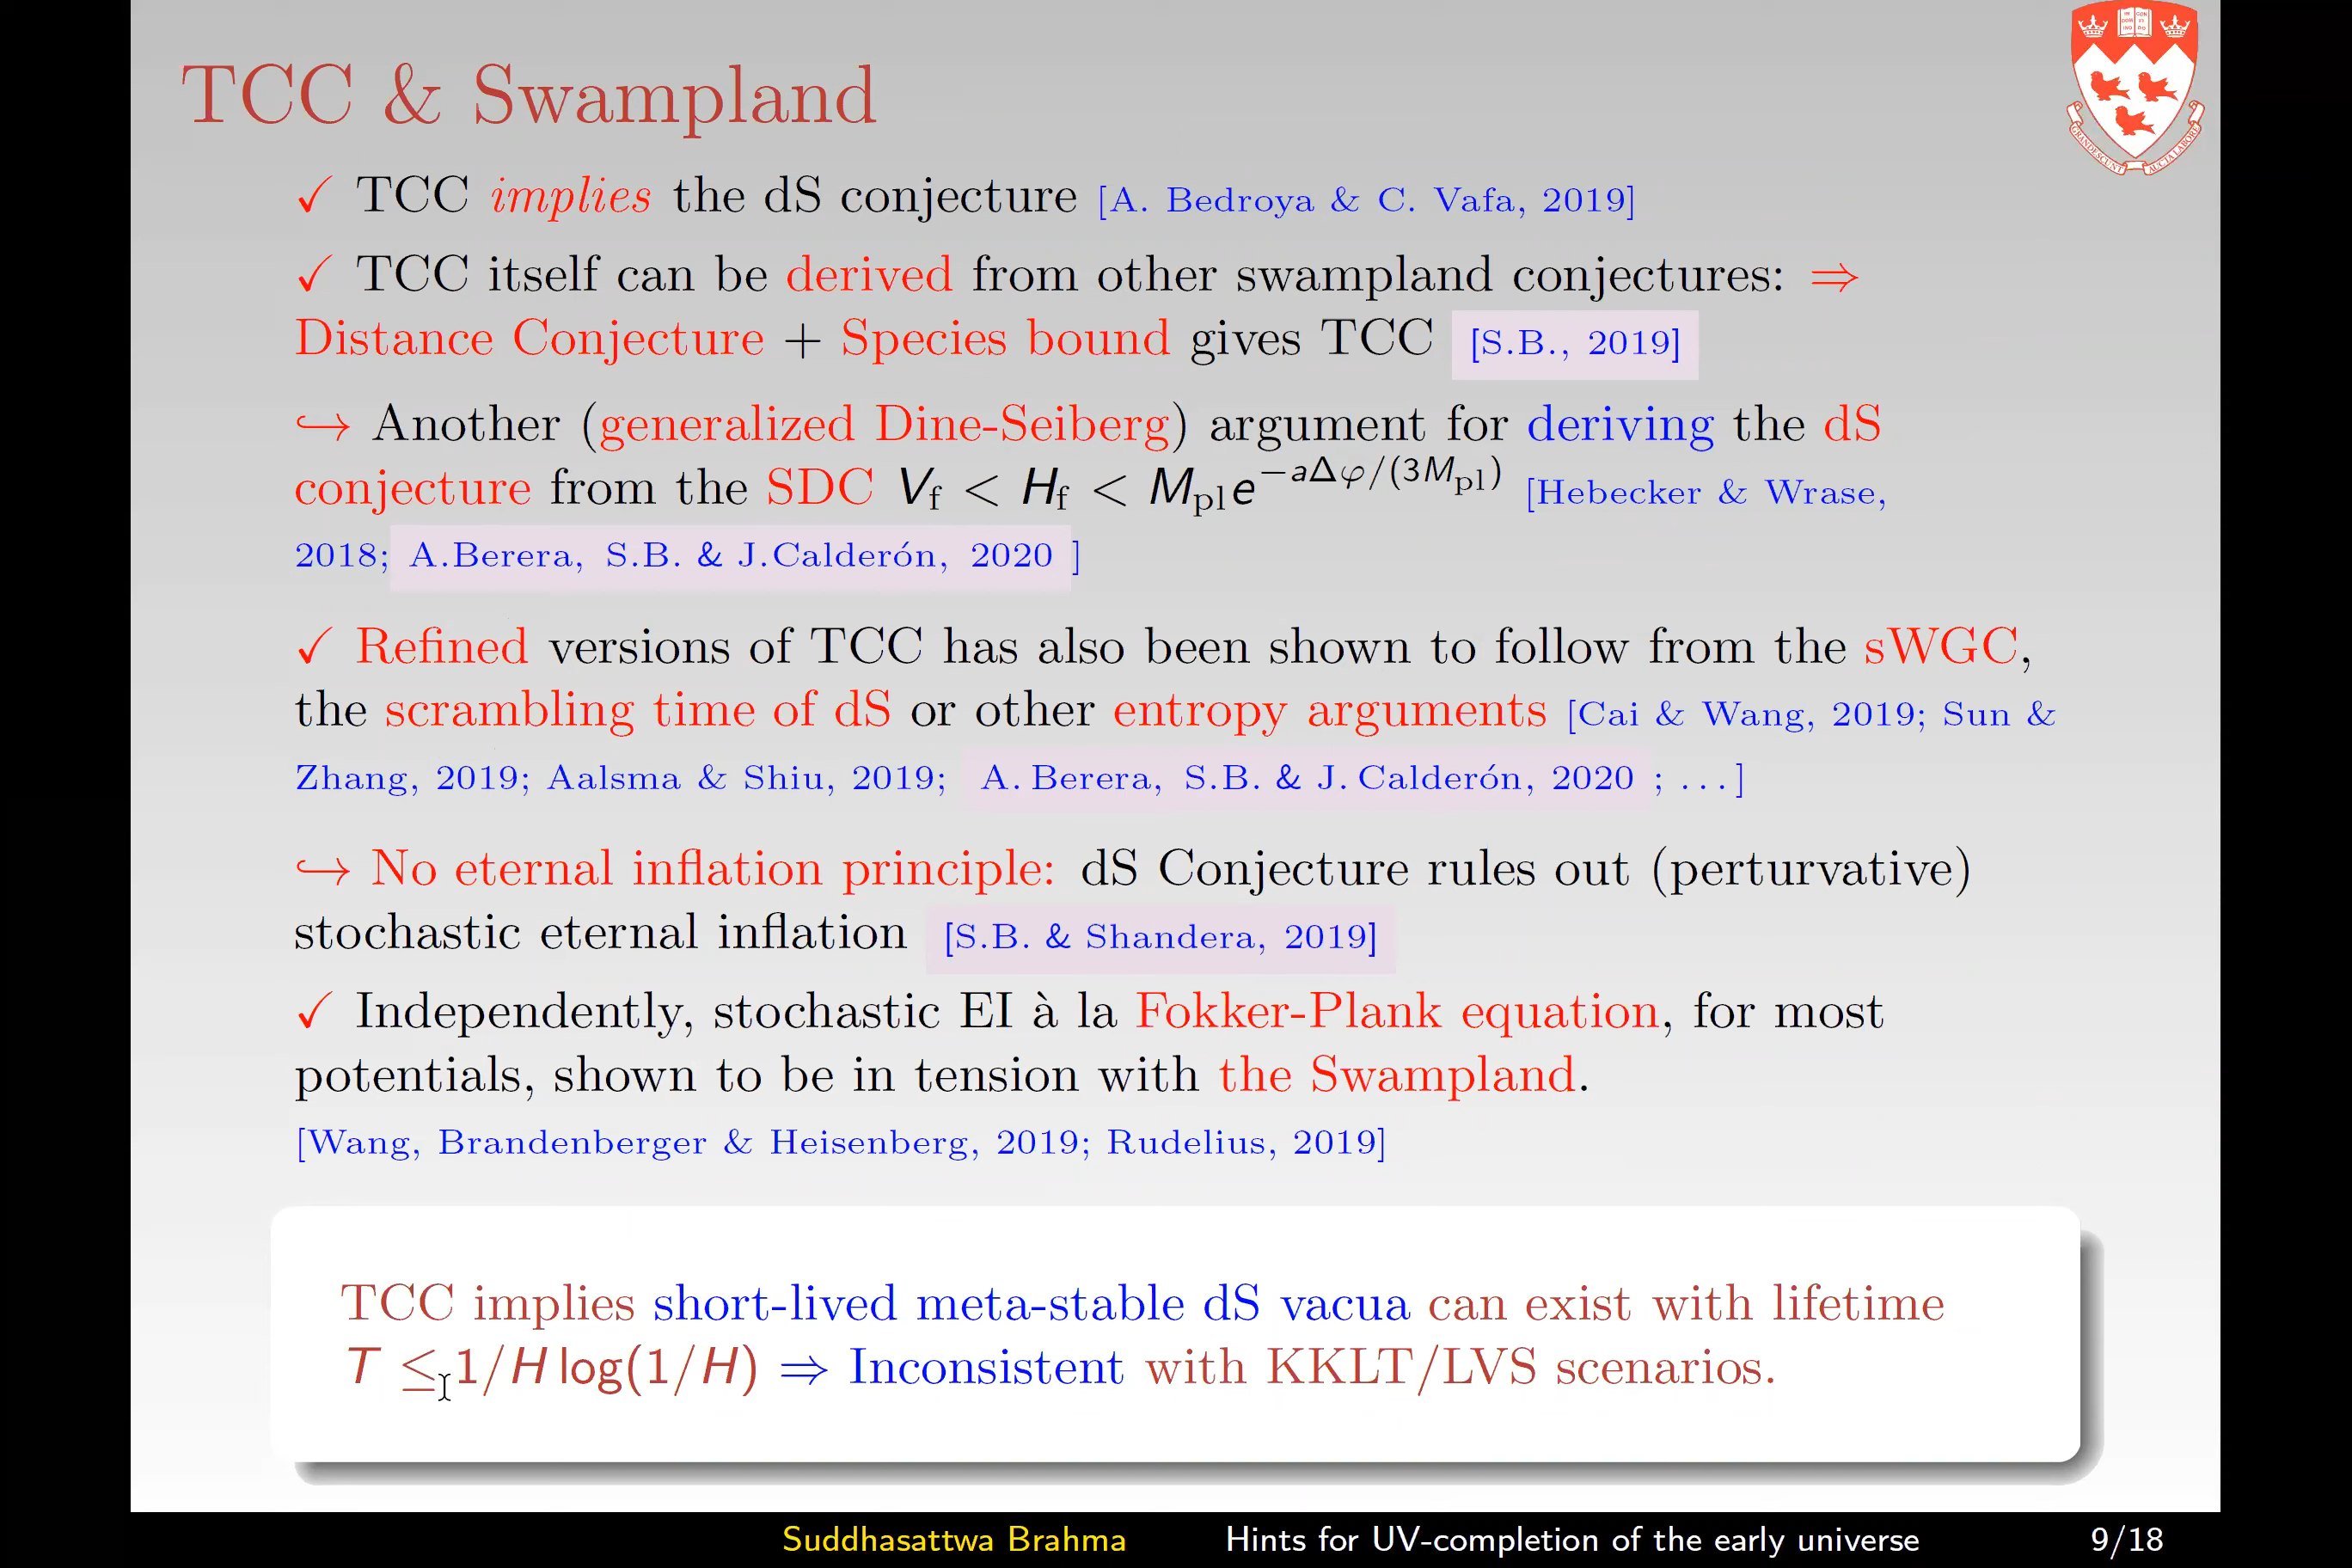 TCC & Swampland
✓ TCC implies the dS conjecture [A. Bedroya & C. Vafa, 2019]
✓ TCC itself can be derived from other swampland conjectures: ⇒
Distance Conjecture + Species bound gives TCC [S.B., 2019]
↪ Another (generalized Dine-Seiberg) argument for deriving the dS
conjecture from the SDC V_f < H_f < M_pl e^{−aΔφ/(3M_pl)} [Hebecker & Wrase,
2018; A.Berera, S.B. & J.Calderón, 2020 ]
✓ Refined versions of TCC has also been shown to follow from the sWGC,
the scrambling time of dS or other entropy arguments [Cai & Wang, 2019; Sun &
Zhang, 2019; Aalsma & Shiu, 2019; A. Berera, S.B. & J. Calderón, 2020 ; ...]
↪ No eternal inflation principle: dS Conjecture rules out (perturvative)
stochastic eternal inflation [S.B. & Shandera, 2019]
✓ Independently, stochastic EI à la Fokker-Plank equation, for most
potentials, shown to be in tension with the Swampland.
[Wang, Brandenberger & Heisenberg, 2019; Rudelius, 2019]
TCC implies short-lived meta-stable dS vacua can exist with lifetime
T ≤ 1/H log(1/H) ⇒ Inconsistent with KKLT/LVS scenarios.
Suddhasattwa Brahma Hints for UV-completion of the early universe 9/18
GRANDESCUNT AUCTA LABORE